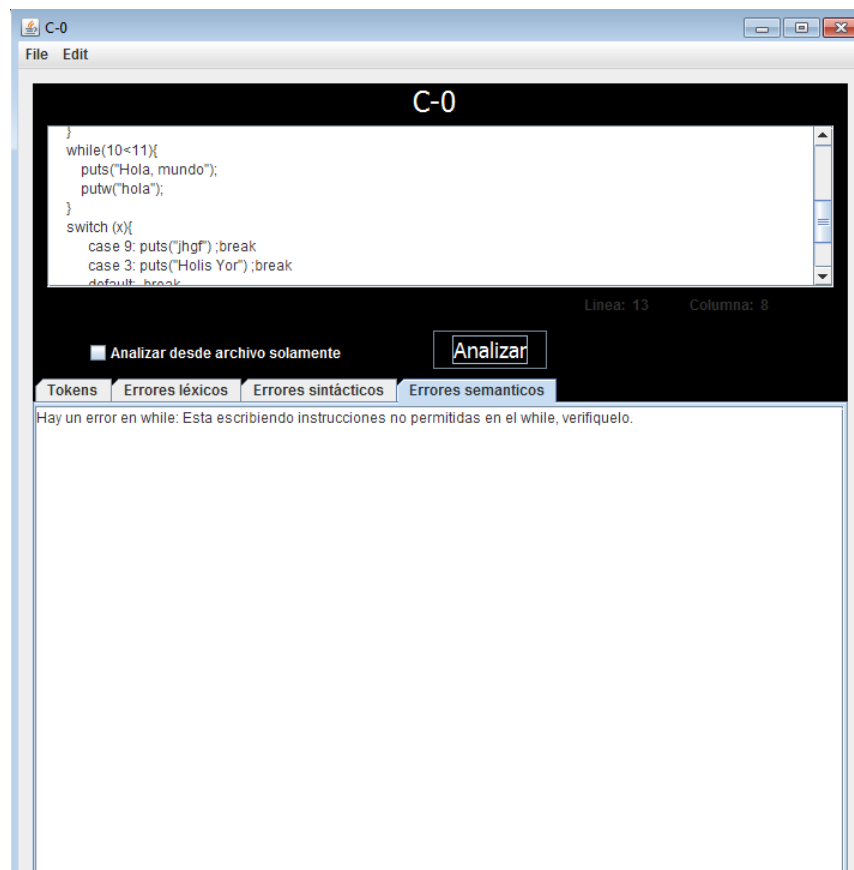 C-0
File Edit
C-0
}
while(10<11){
puts("Hola, mundo");
putw("hola");
}
switch (x){
case 9: puts("jhgf") ;break
case 3: puts("Holis Yor") ;break
default: break
Linea: 13 Columna: 8
Analizar desde archivo solamente
Analizar
Tokens Errores léxicos Errores sintácticos Errores semanticos
Hay un error en while: Esta escribiendo instrucciones no permitidas en el while, verifiquelo.